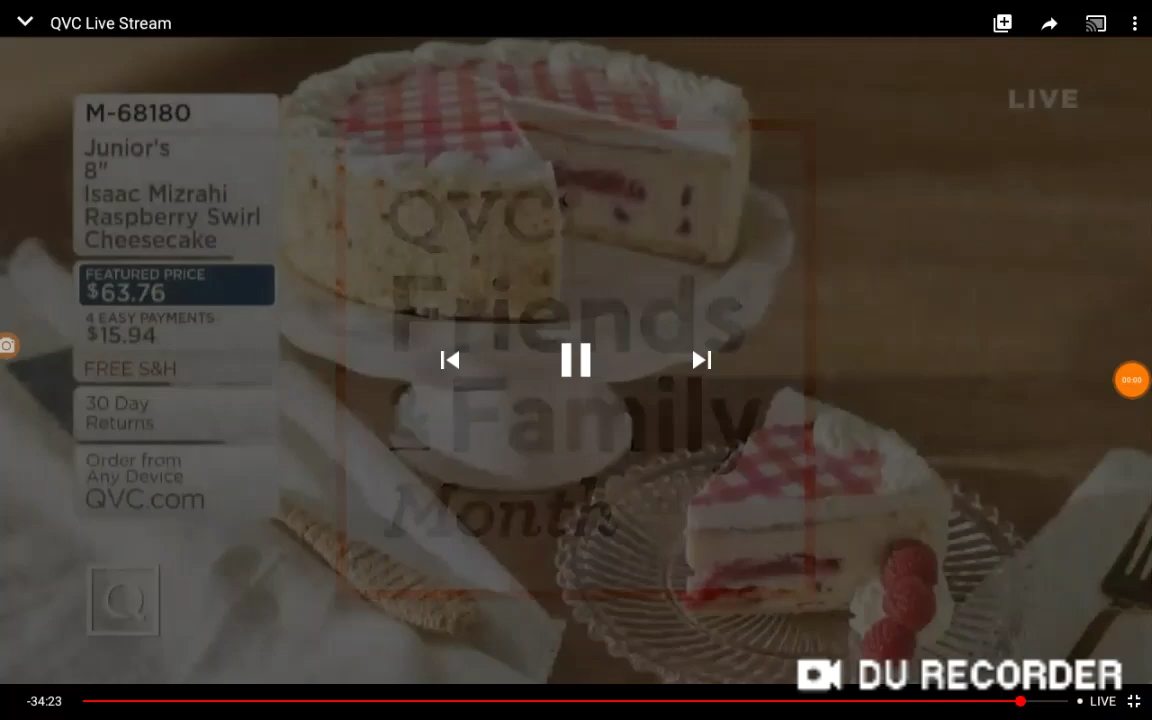 QVC Live Stream
LIVE
M-68180
Junior's
8"
Isaac Mizrahi
Raspberry Swirl
Cheesecake
FEATURED PRICE
$63.76
4 EASY PAYMENTS
$15.94
FREE S&H
30 Day
Returns
Order from
Any Device
QVC.com
Q
QVC
Friends
& Family
Month
00:00
DU RECORDER
-34:23
LIVE